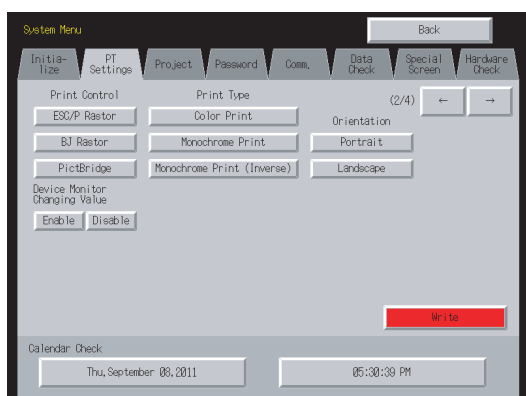 System Menu
Back
Initia-
lize
PT
Settings
Project
Password
Comm.
Data
Check
Special
Screen
Hardware
Check
Print Control
Print Type
(2/4)
←
→
ESC/P Rastor
Color Print
Orientation
BJ Rastor
Monochrome Print
Portrait
PictBridge
Monochrome Print (Inverse)
Landscape
Device Monitor
Changing Value
Enable
Disable
Write
Calendar Check
Thu,September 08,2011
05:30:39 PM